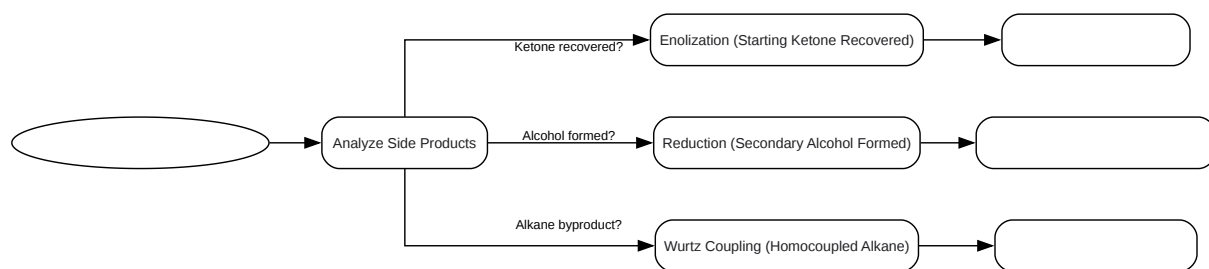 Ketone recovered?
Enolization (Starting Ketone Recovered)
Analyze Side Products
Alcohol formed?
Reduction (Secondary Alcohol Formed)
Alkane byproduct?
Wurtz Coupling (Homocoupled Alkane)